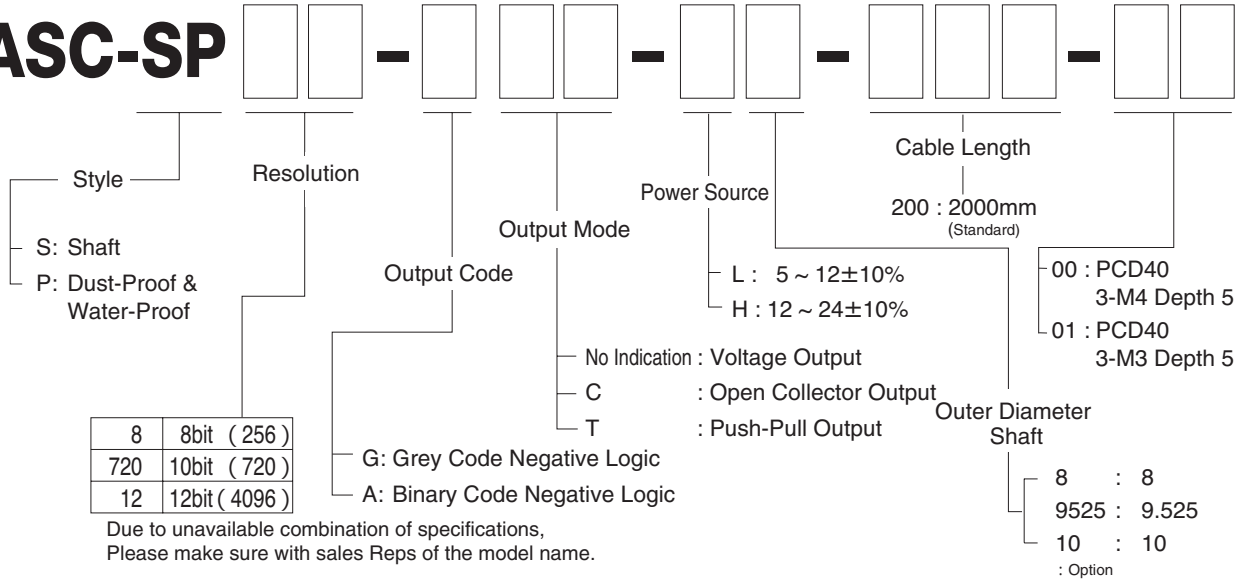 ASC-SP
Style
S: Shaft
P: Dust-Proof &
Water-Proof
Resolution
8 8bit ( 256 )
720 10bit ( 720 )
12 12bit ( 4096 )
Due to unavailable combination of specifications,
Please make sure with sales Reps of the model name.
Output Code
G: Grey Code Negative Logic
A: Binary Code Negative Logic
Output Mode
No Indication : Voltage Output
C : Open Collector Output
T : Push-Pull Output
Power Source
L : 5 ~ 12±10%
H : 12 ~ 24±10%
Outer Diameter
Shaft
8 : 8
9525 : 9.525
10 : 10
: Option
Cable Length
200 : 2000mm
(Standard)
00 : PCD40
3-M4 Depth 5
01 : PCD40
3-M3 Depth 5